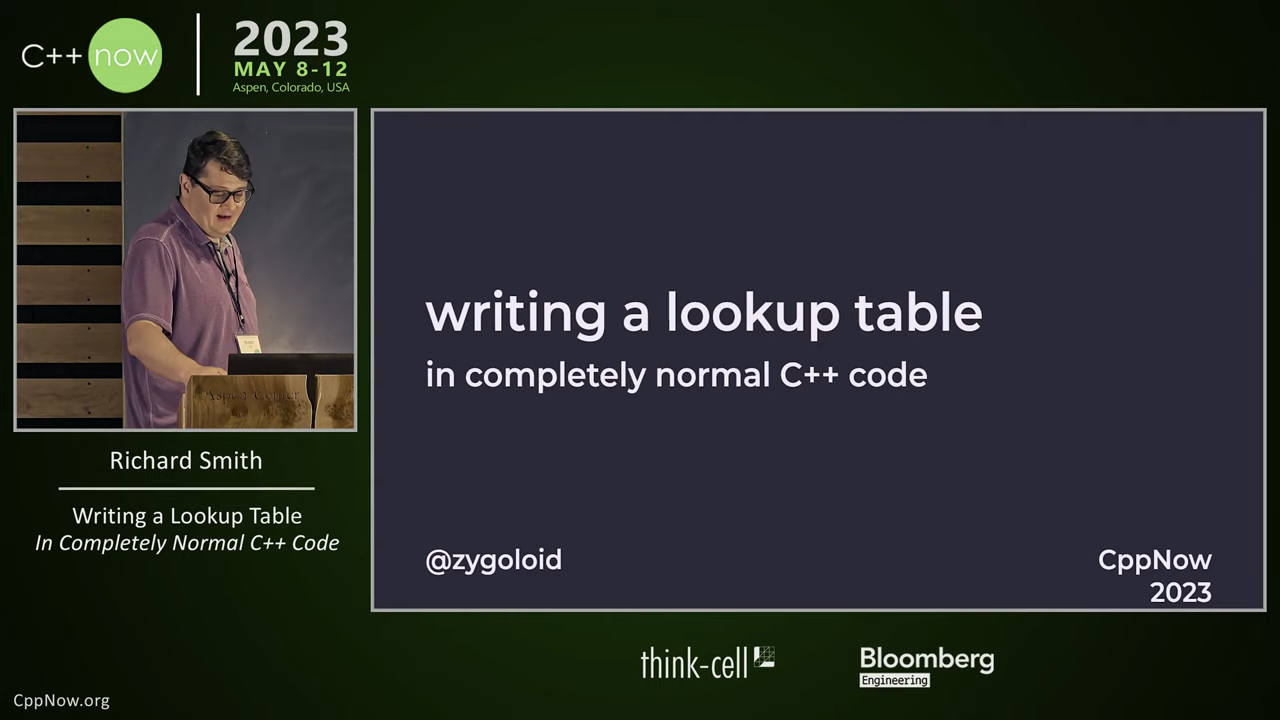 C++ now
2023
MAY 8-12
Aspen, Colorado, USA
writing a lookup table
in completely normal C++ code
@zygoloid
CppNow
2023
Richard Smith
Writing a Lookup Table
In Completely Normal C++ Code
think-cell
Bloomberg
Engineering
CppNow.org